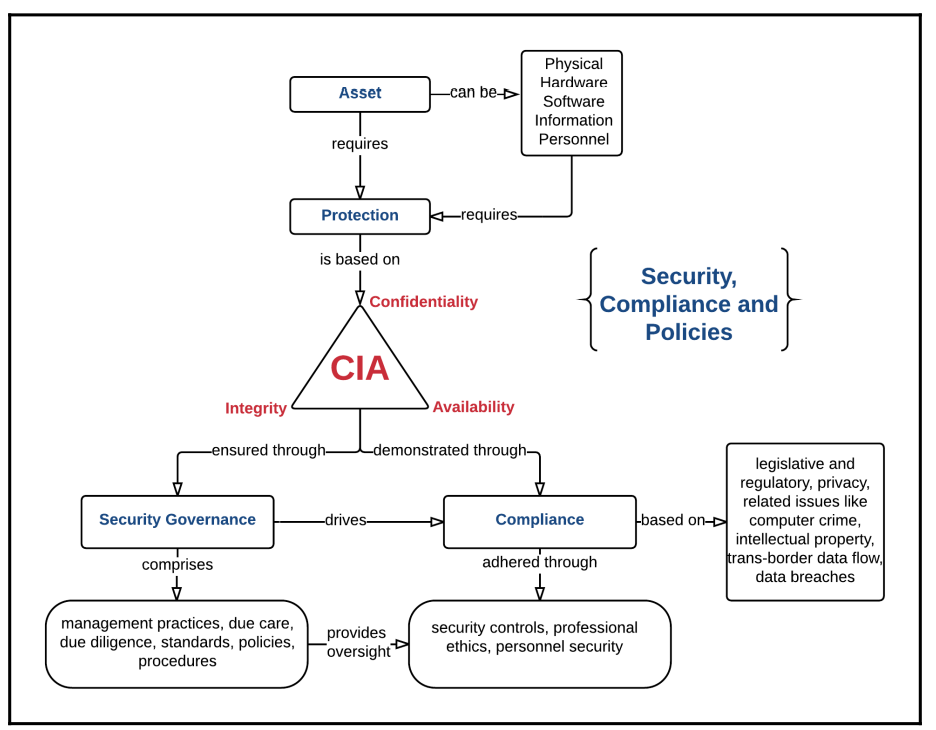 Asset
can be
Physical
Hardware
Software
Information
Personnel
requires
Protection
requires
is based on
Confidentiality
CIA
Integrity
Availability
Security,
Compliance and
Policies
ensured through
demonstrated through
Security Governance
drives
Compliance
based on
legislative and
regulatory, privacy,
related issues like
computer crime,
intellectual property,
trans-border data flow,
data breaches
comprises
adhered through
management practices, due care,
due diligence, standards, policies,
procedures
provides
oversight
security controls, professional
ethics, personnel security